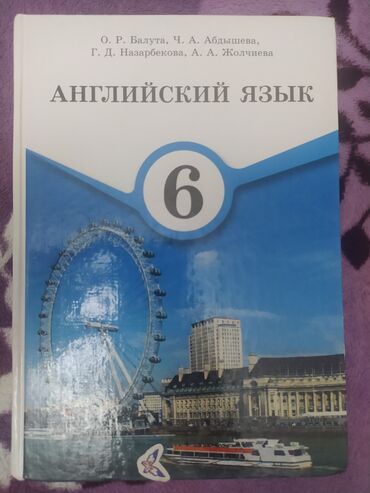 О. Р. Балута, Ч. А. Абдышева,
Г. Д. Назарбекова, А. А. Жолчиева
АНГЛИЙСКИЙ ЯЗЫК
6